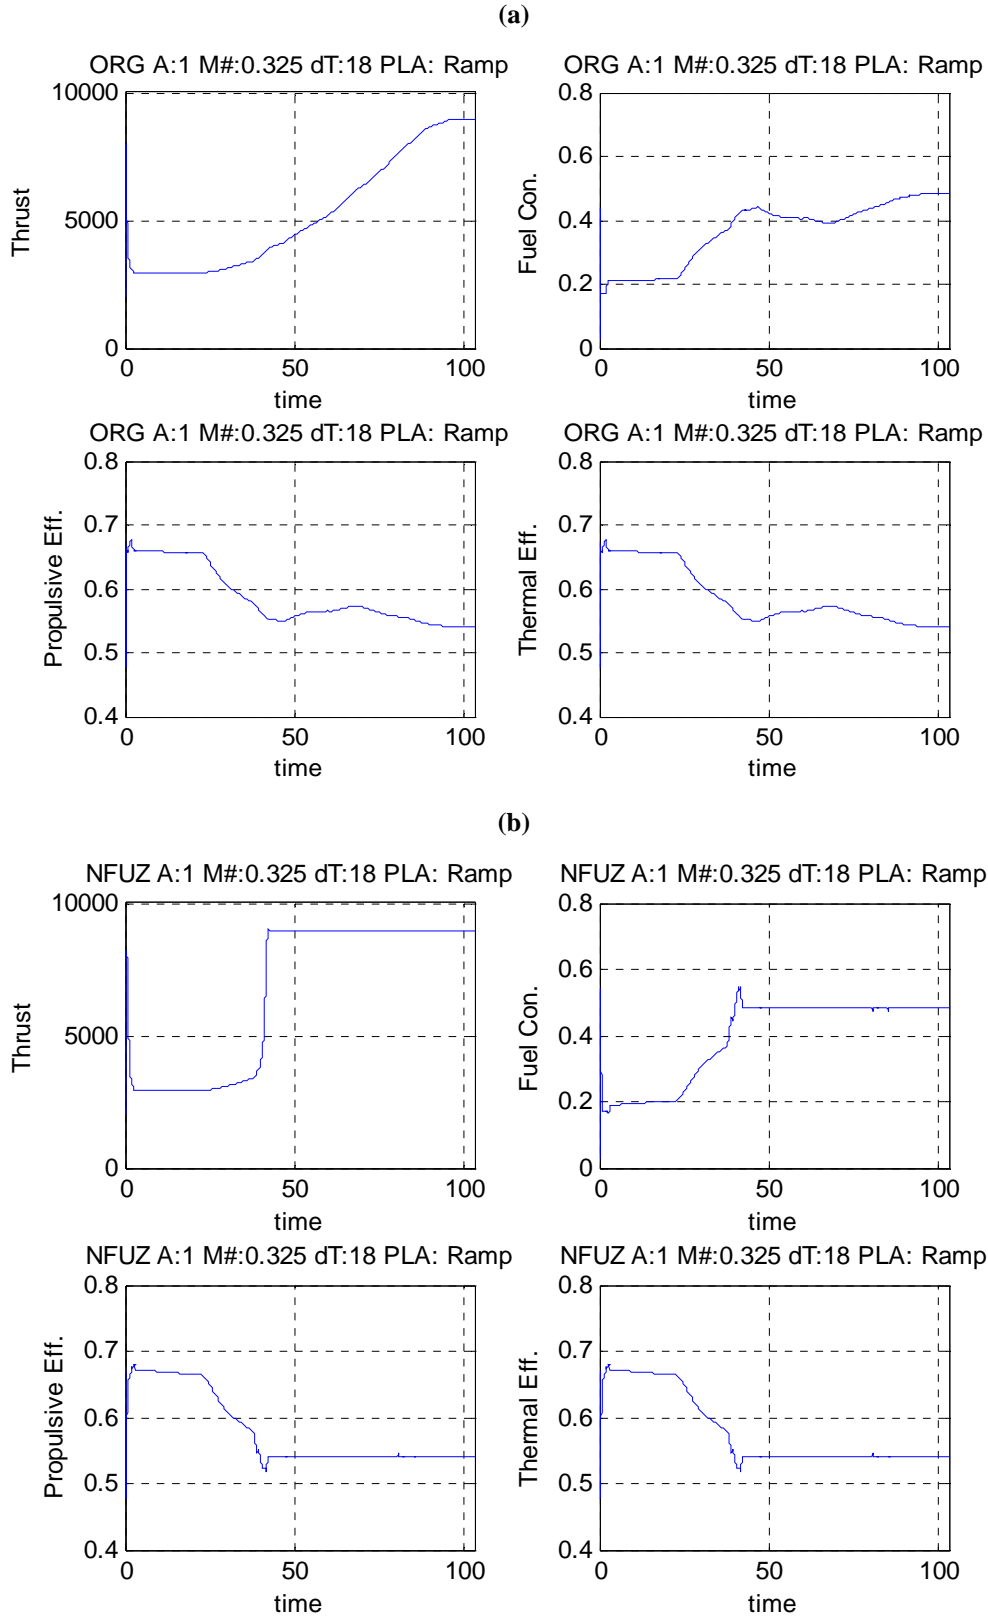 (a)
ORG A:1 M#:0.325 dT:18 PLA: Ramp
10000
5000
0
Thrust
0 50 100
time
ORG A:1 M#:0.325 dT:18 PLA: Ramp
0.8
0.6
0.4
0.2
0
Fuel Con.
0 50 100
time
ORG A:1 M#:0.325 dT:18 PLA: Ramp
0.8
0.7
0.6
0.5
0.4
Propulsive Eff.
0 50 100
time
ORG A:1 M#:0.325 dT:18 PLA: Ramp
0.8
0.7
0.6
0.5
0.4
Thermal Eff.
0 50 100
time
(b)
NFUZ A:1 M#:0.325 dT:18 PLA: Ramp
10000
5000
0
Thrust
0 50 100
time
NFUZ A:1 M#:0.325 dT:18 PLA: Ramp
0.8
0.6
0.4
0.2
0
Fuel Con.
0 50 100
time
NFUZ A:1 M#:0.325 dT:18 PLA: Ramp
0.8
0.7
0.6
0.5
0.4
Propulsive Eff.
0 50 100
time
NFUZ A:1 M#:0.325 dT:18 PLA: Ramp
0.8
0.7
0.6
0.5
0.4
Thermal Eff.
0 50 100
time